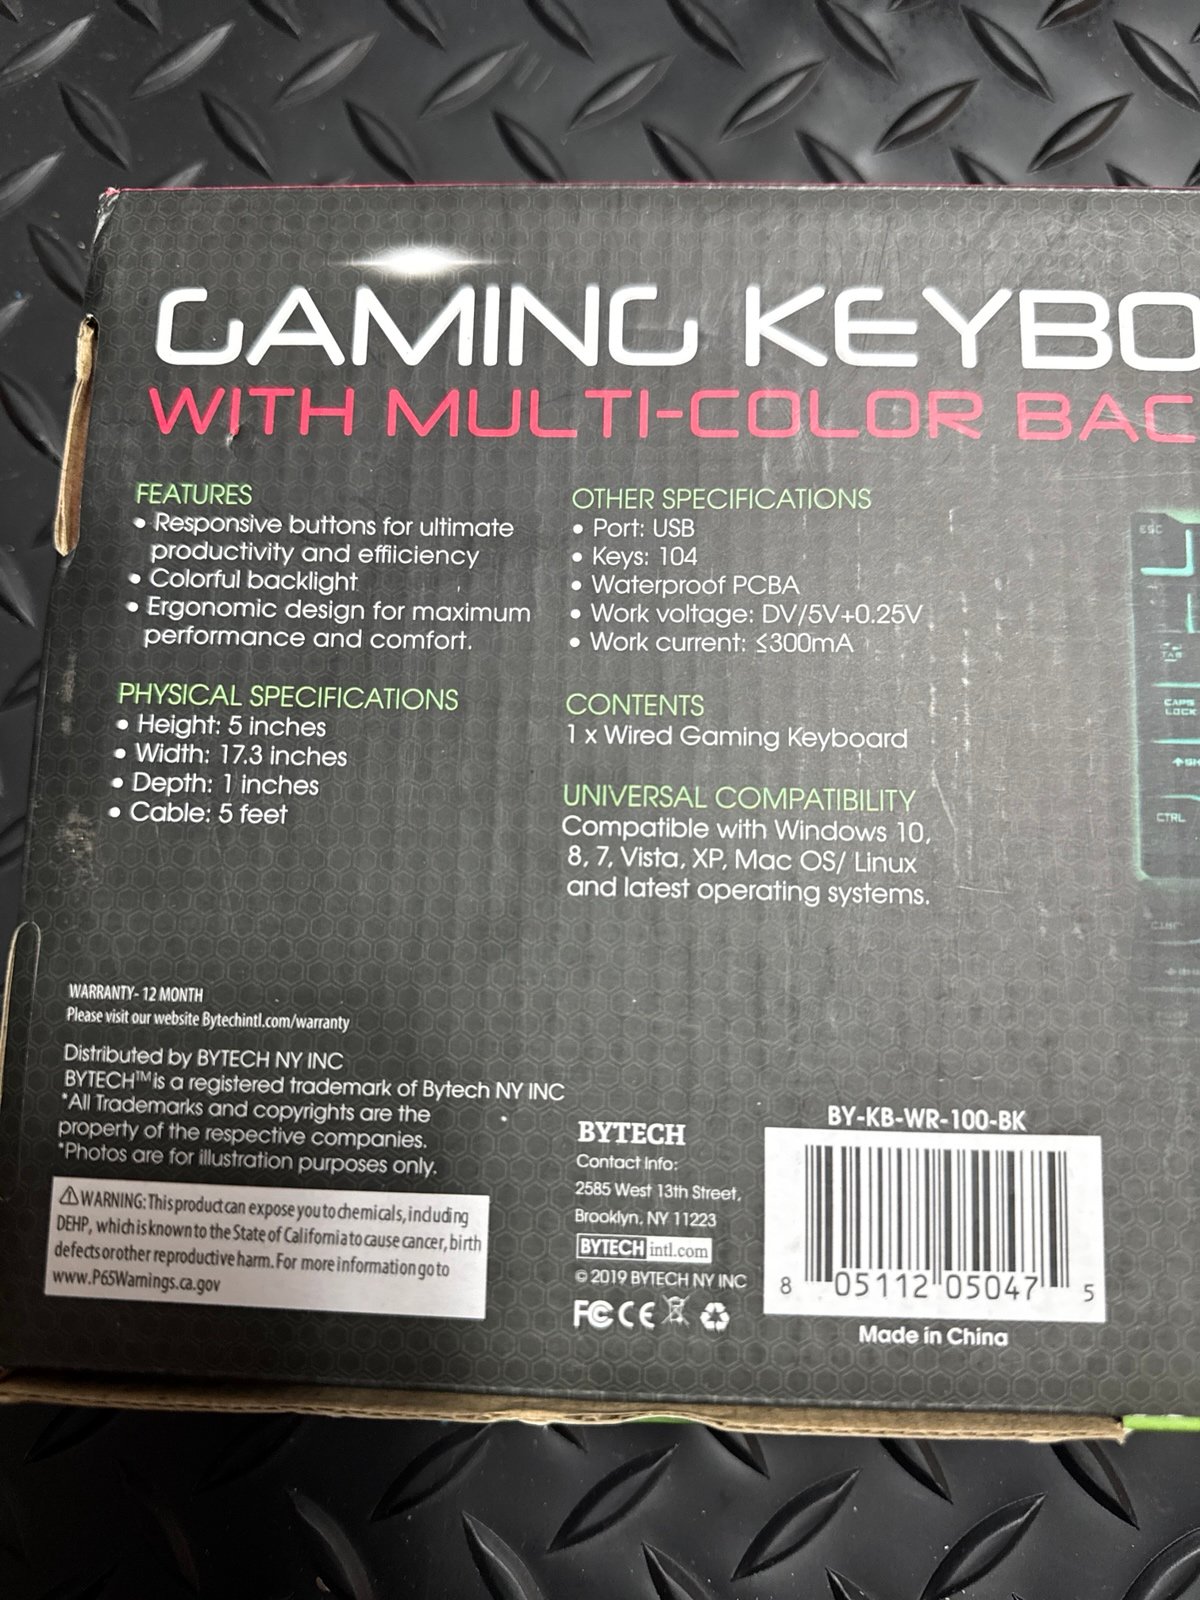 GAMING KEYBO
WITH MULTI-COLOR BAC
FEATURES
• Responsive buttons for ultimate
productivity and effiiciency
• Colorful backlight
• Ergonomic design for maximum
performance and comfort.
PHYSICAL SPECIFICATIONS
• Height: 5 inches
• Width: 17.3 inches
• Depth: 1 inches
• Cable: 5 feet
OTHER SPECIFICATIONS
• Port: USB
• Keys: 104
• Waterproof PCBA
• Work voltage: DV/5V+0.25V
• Work current: ≤300mA
CONTENTS
1 x Wired Gaming Keyboard
UNIVERSAL COMPATIBILITY
Compatible with Windows 10,
8, 7, Vista, XP, Mac OS/ Linux
and latest operating systems.
ESC
TAB
CAPS
LOCK
CTRL
WARRANTY- 12 MONTH
Please visit our website Bytechintl.com/warranty
Distributed by BYTECH NY INC
BYTECH™ is a registered trademark of Bytech NY INC
*All Trademarks and copyrights are the
property of the respective companies.
*Photos are for illustration purposes only.
⚠WARNING: This product can expose you to chemicals, including
DEHP, which is known to the State of California to cause cancer, birth
defects or other reproductive harm. For more information go to
www.P65Warnings.ca.gov
BYTECH
Contact Info:
2585 West 13th Street,
Brooklyn, NY 11223
BYTECH intl.com
© 2019 BYTECH NY INC
FC CE
BY-KB-WR-100-BK
8 05112 05047 5
Made in China